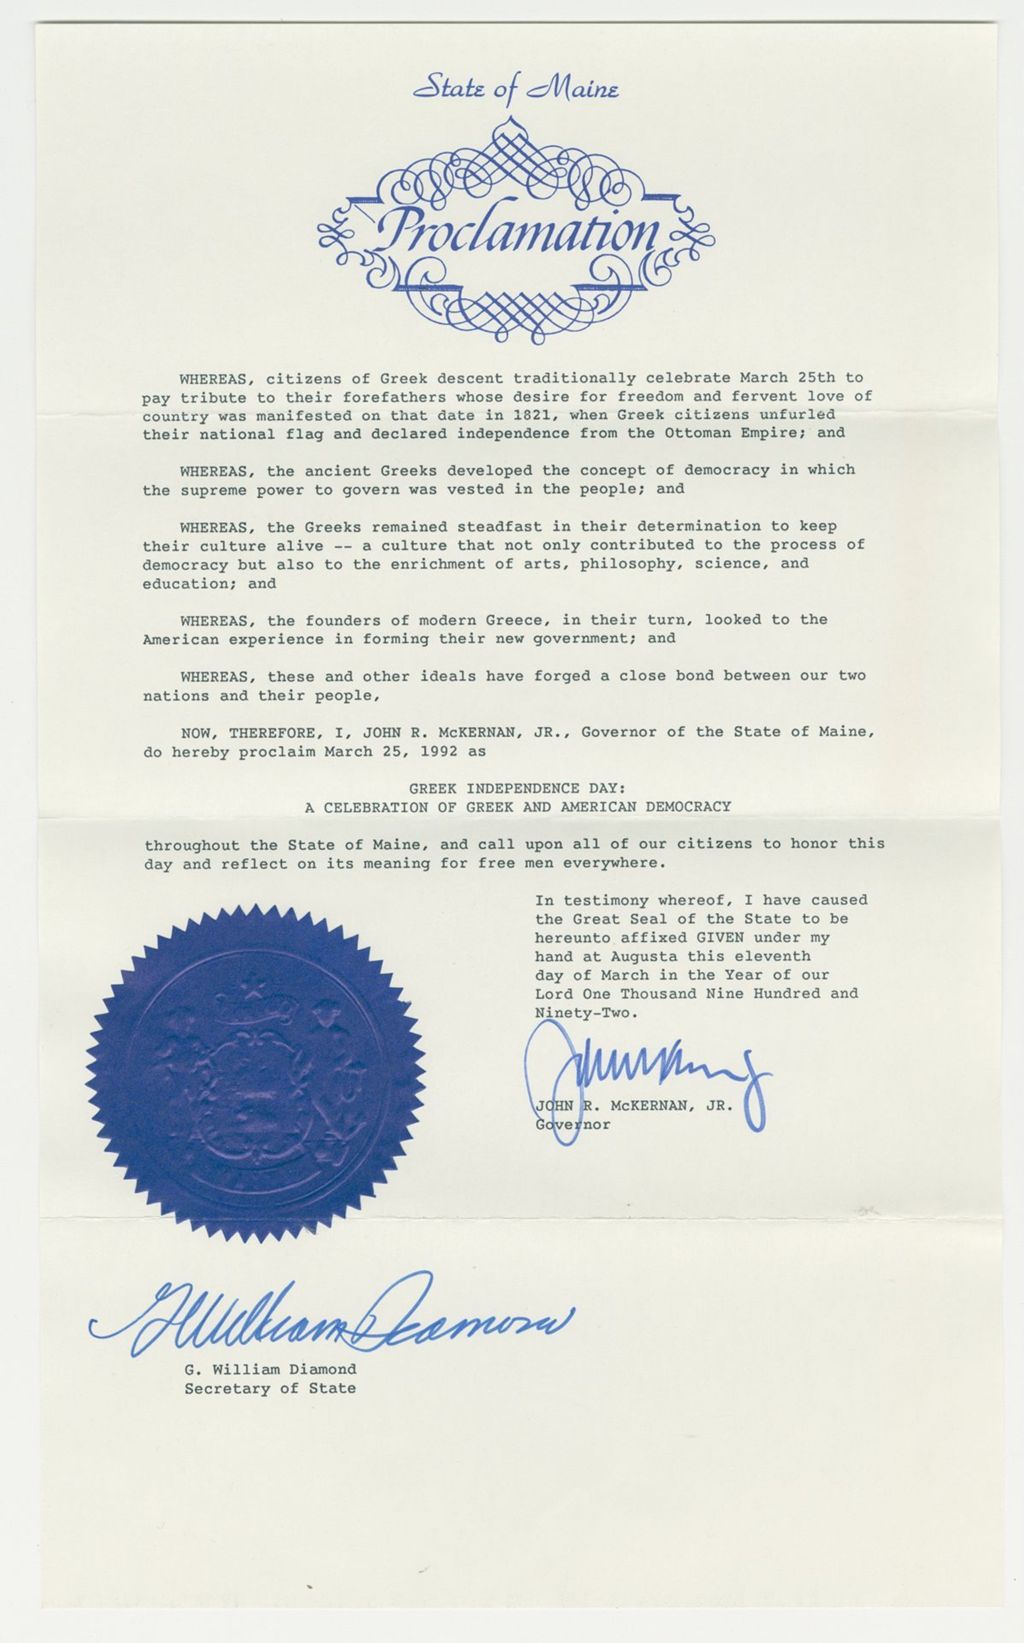 State of Maine
Proclamation
WHEREAS, citizens of Greek descent traditionally celebrate March 25th to
pay tribute to their forefathers whose desire for freedom and fervent love of
country was manifested on that date in 1821, when Greek citizens unfurled
their national flag and declared independence from the Ottoman Empire; and
WHEREAS, the ancient Greeks developed the concept of democracy in which
the supreme power to govern was vested in the people; and
WHEREAS, the Greeks remained steadfast in their determination to keep
their culture alive -- a culture that not only contributed to the process of
democracy but also to the enrichment of arts, philosophy, science, and
education; and
WHEREAS, the founders of modern Greece, in their turn, looked to the
American experience in forming their new government; and
WHEREAS, these and other ideals have forged a close bond between our two
nations and their people,
NOW, THEREFORE, I, JOHN R. McKERNAN, JR., Governor of the State of Maine,
do hereby proclaim March 25, 1992 as
GREEK INDEPENDENCE DAY:
A CELEBRATION OF GREEK AND AMERICAN DEMOCRACY
throughout the State of Maine, and call upon all of our citizens to honor this
day and reflect on its meaning for free men everywhere.
In testimony whereof, I have caused
the Great Seal of the State to be
hereunto affixed GIVEN under my
hand at Augusta this eleventh
day of March in the Year of our
Lord One Thousand Nine Hundred and
Ninety-Two.
JOHN R. McKERNAN, JR.
Governor
G William Diamond
G. William Diamond
Secretary of State